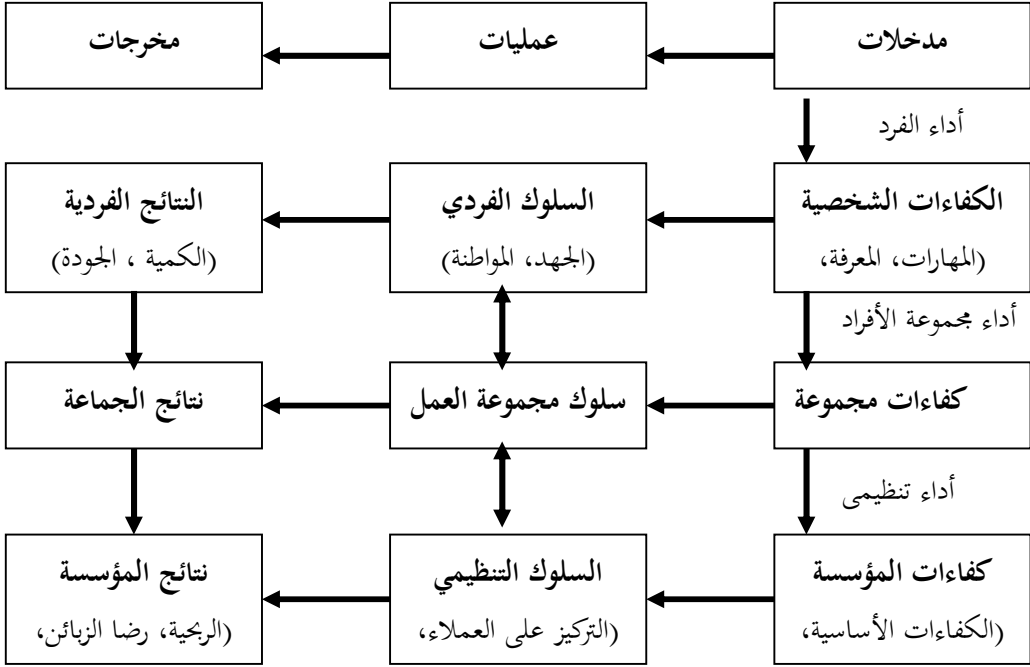 مدخلات
عمليات
مخرجات
أداء الفرد
الكفاءات الشخصية
(المهارات، المعرفة،
السلوك الفردي
(الجهد، المواطنة)
النتائج الفردية
(الكمية ، الجودة)
أداء مجموعة الأفراد
كفاءات مجموعة
سلوك مجموعة العمل
نتائج الجماعة
أداء تنظيمى
كفاءات المؤسسة
(الكفاءات الأساسية،
السلوك التنظيمي
(التركيز على العملاء،
نتائج المؤسسة
(الربحية، رضا الزبائن،